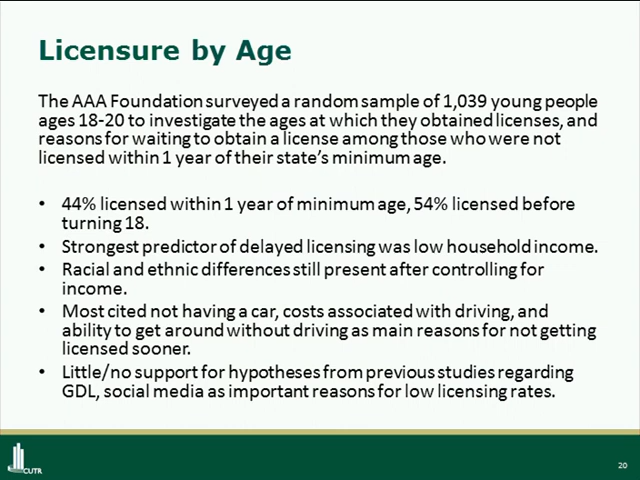 Licensure by Age
The AAA Foundation surveyed a random sample of 1,039 young people
ages 18-20 to investigate the ages at which they obtained licenses, and
reasons for waiting to obtain a license among those who were not
licensed within 1 year of their state's minimum age.
• 44% licensed within 1 year of minimum age, 54% licensed before
turning 18.
• Strongest predictor of delayed licensing was low household income.
• Racial and ethnic differences still present after controlling for
income.
• Most cited not having a car, costs associated with driving, and
ability to get around without driving as main reasons for not getting
licensed sooner.
• Little/no support for hypotheses from previous studies regarding
GDL, social media as important reasons for low licensing rates.
CUTR
20